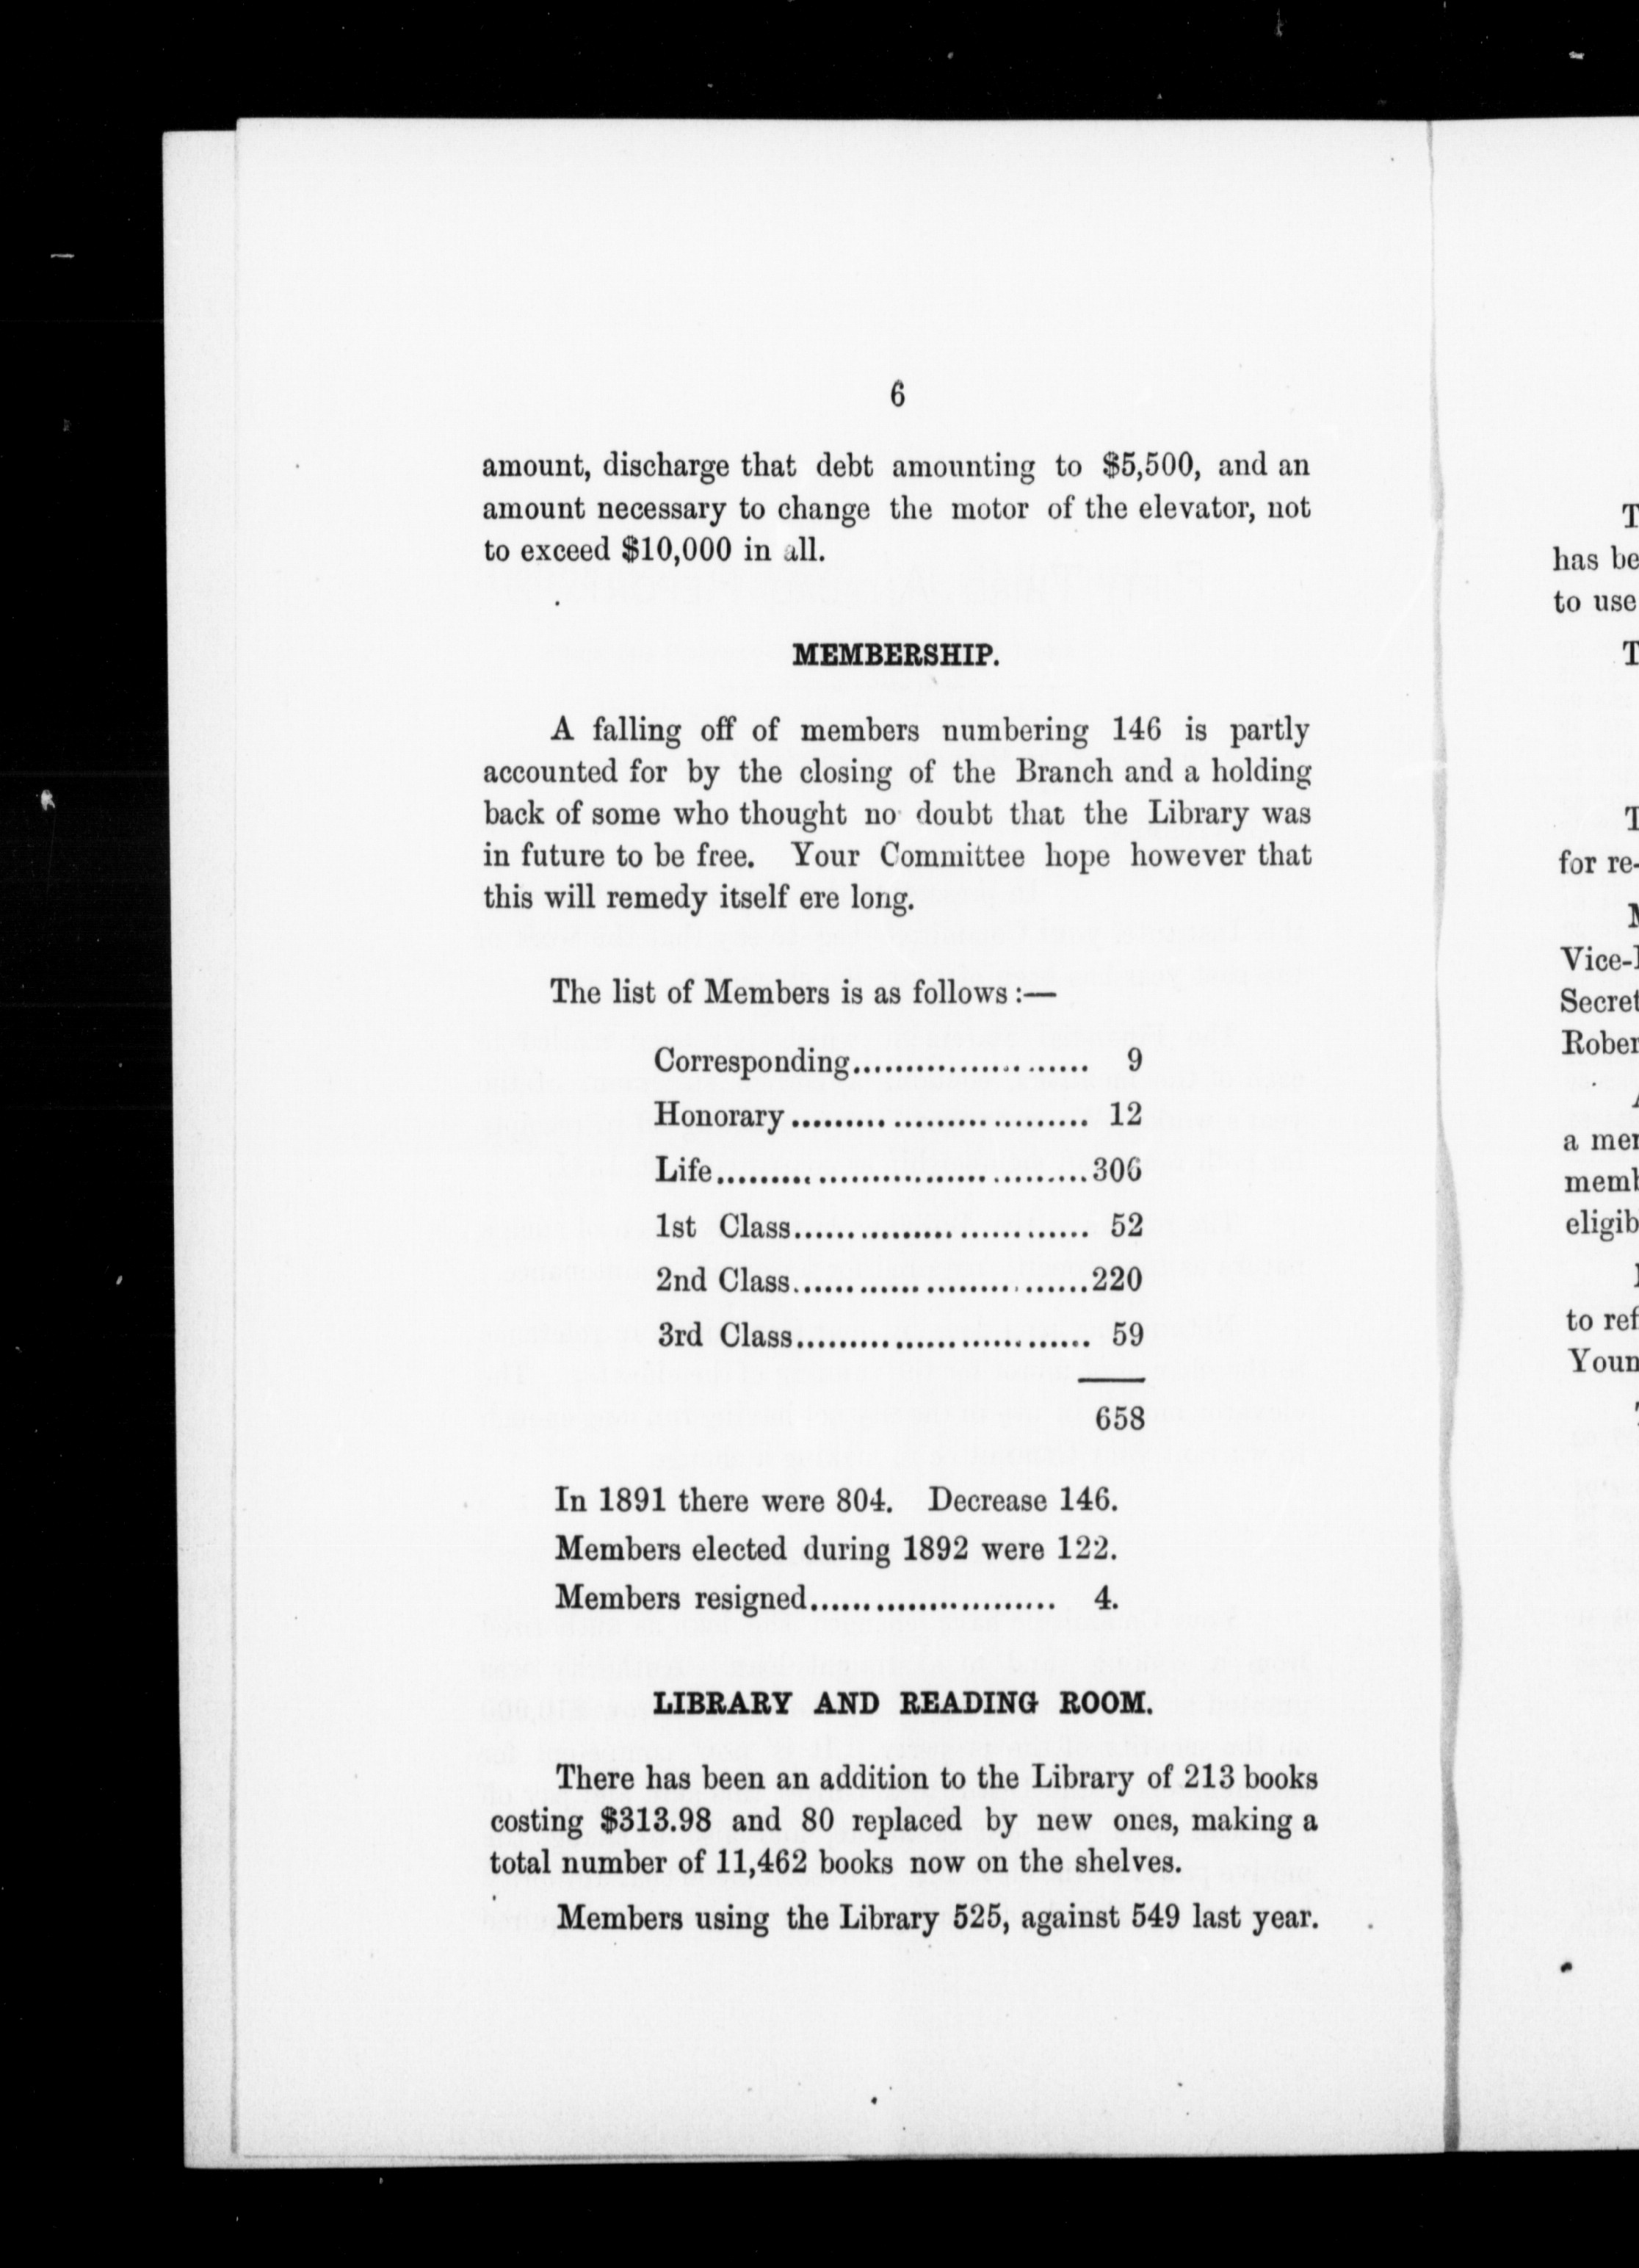 6
amount, discharge that debt amounting to $5,500, and an
amount necessary to change the motor of the elevator, not
to exceed $10,000 in all.
MEMBERSHIP.
A falling off of members numbering 146 is partly
accounted for by the closing of the Branch and a holding
back of some who thought no doubt that the Library was
in future to be free. Your Committee hope however that
this will remedy itself ere long.
The list of Members is as follows :—
Corresponding........................ 9
Honorary............................ 12
Life...................................306
1st Class............................ 52
2nd Class............................220
3rd Class............................ 59
658
In 1891 there were 804. Decrease 146.
Members elected during 1892 were 122.
Members resigned....................... 4.
LIBRARY AND READING ROOM.
There has been an addition to the Library of 213 books
costing $313.98 and 80 replaced by new ones, making a
total number of 11,462 books now on the shelves.
Members using the Library 525, against 549 last year.
T
has be
to use
T
T
for re-
Vice-
Secret
Rober
a mer
memb
eligib
to ref
Youn